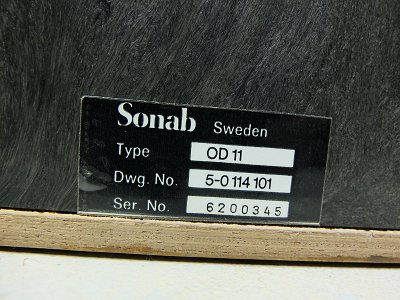 Sonab Sweden
Type OD 11
Dwg. No. 5-0 114 101
Ser. No. 6200345